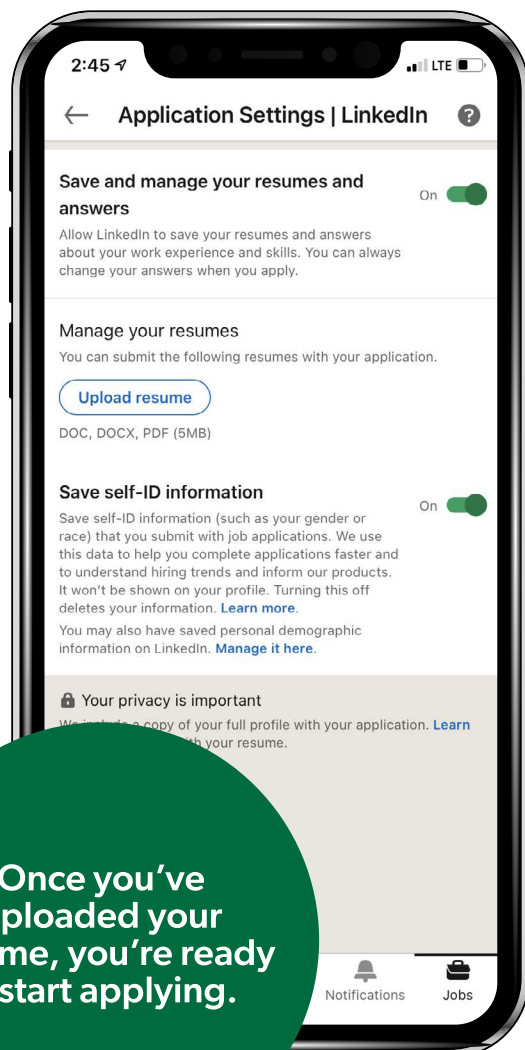 2:45
LTE
Application Settings | LinkedIn
?
Save and manage your resumes and
answers
On
Allow LinkedIn to save your resumes and answers
about your work experience and skills. You can always
change your answers when you apply.
Manage your resumes
You can submit the following resumes with your application.
Upload resume
DOC, DOCX, PDF (5MB)
Save self-ID information
On
Save self-ID information (such as your gender or
race) that you submit with job applications. We use
this data to help you complete applications faster and
to understand hiring trends and inform our products.
It won't be shown on your profile. Turning this off
deletes your information. Learn more.
You may also have saved personal demographic
information on LinkedIn. Manage it here.
Your privacy is important
We include a copy of your full profile with your application. Learn
your resume.
Once you've
ploaded your
me, you're ready
start applying.
Notifications
Jobs